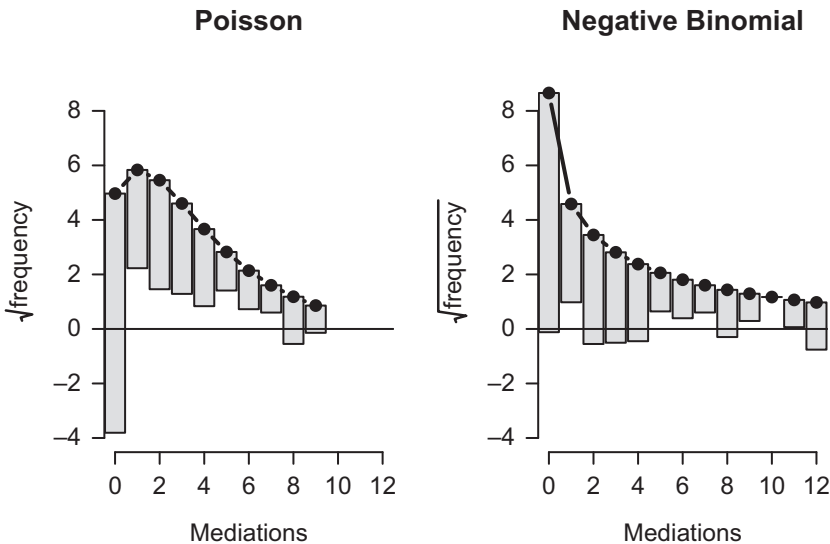 Poisson
8
6
4
2
0
–2
–4
√frequency
0 2 4 6 8 10 12
Mediations
Negative Binomial
8
6
4
2
0
–2
–4
√frequency
0 2 4 6 8 10 12
Mediations